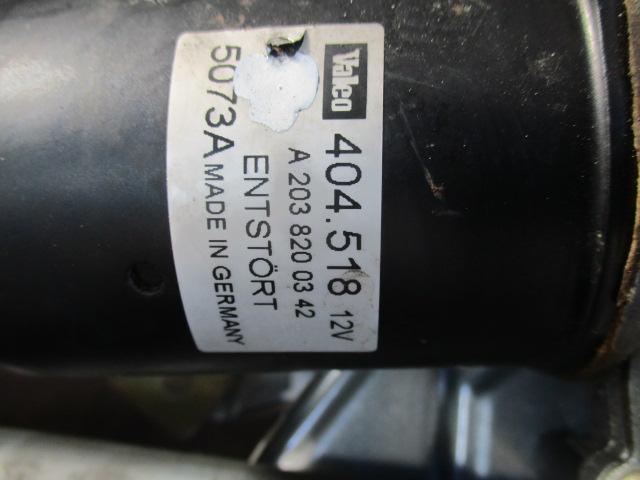 Valeo
404.518 12V
A 203 820 03 42
ENTSTÖRT
5073A MADE IN GERMANY